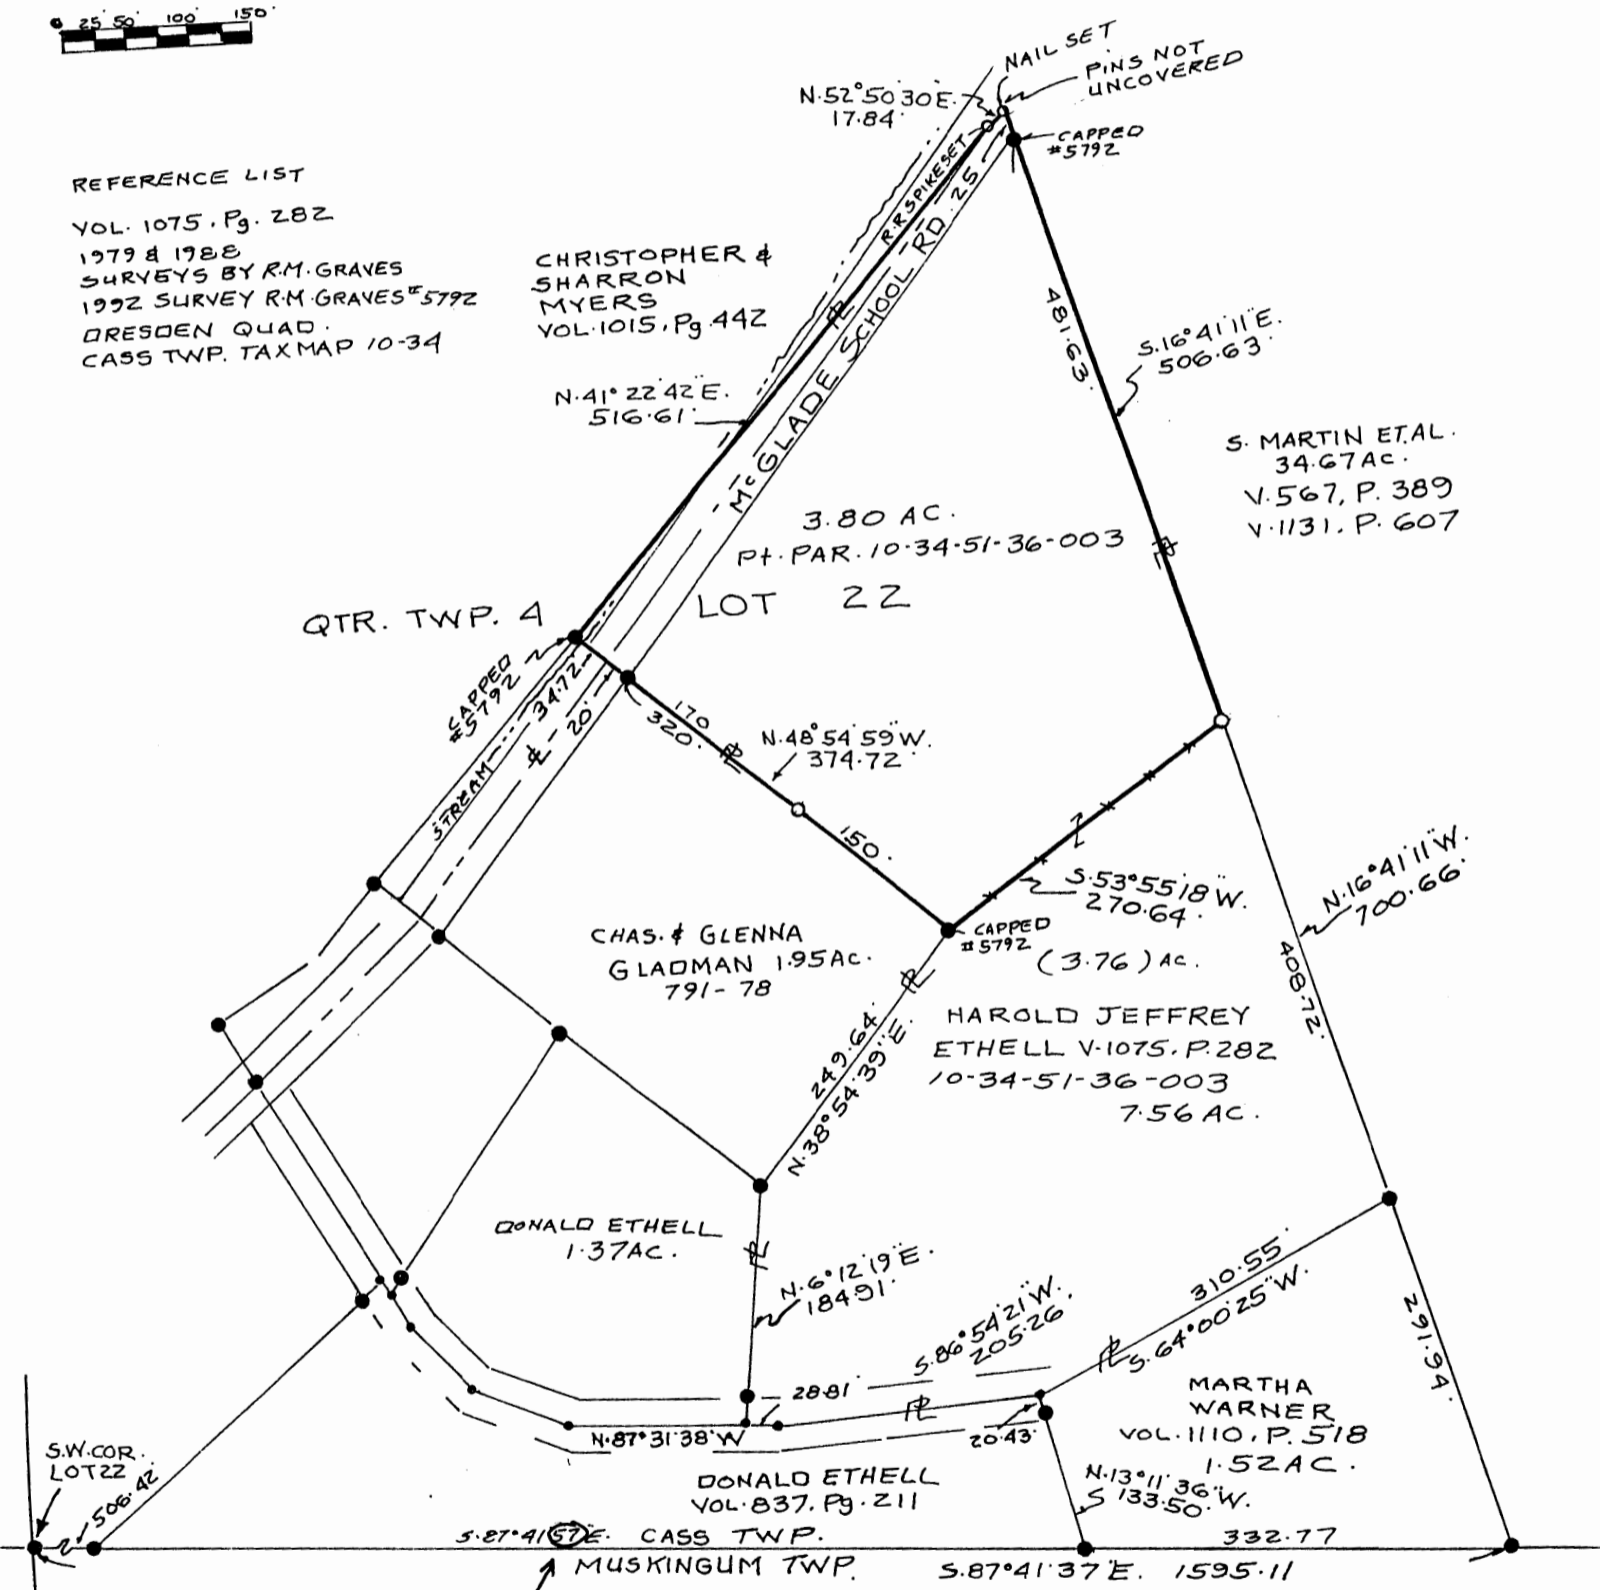 0 25' 50' 100' 150'
NAIL SET
PINS NOT
UNCOVERED
N.52°50'30"E.
17.84'
CAPPED
#5792
REFERENCE LIST
VOL. 1075, Pg. 282
1979 & 1988
SURVEYS BY R.M. GRAVES
1992 SURVEY R.M. GRAVES #5792
DRESDEN QUAD.
CASS TWP. TAX MAP 10-34
CHRISTOPHER &
SHARRON
MYERS
VOL. 1015, Pg. 442
R.R SPIKE SET
25
McGLADE SCHOOL RD.
PL
N.41°22'42"E.
516.61'
481.63'
S.16°41'11"E.
506.63'
S. MARTIN ET.AL.
34.67 AC.
V.567, P. 389
V.1131, P. 607
3.80 AC.
Pt. PAR. 10-34-51-36-003
LOT 22
PL
QTR. TWP. 4
CAPPED
#5792
34.72'
20'
STREAM
170
320.'
PL
N.48°54'59"W.
374.72'
150.'
S.53°55'18"W.
270.64'
CAPPED
#5792
(3.76) AC.
N.16°41'11"W.
700.66'
408.72'
CHAS. & GLENNA
GLADMAN 1.95 AC.
791-78
PL
249.64'
N.38°54'39"E.
HAROLD JEFFREY
ETHELL V-1075, P.282
10-34-51-36-003
7.56 AC.
DONALD ETHELL
1.37 AC.
PL
N.6°12'19"E.
184.91'
S.86°54'21"W.
205.26'
310.55'
S.64°00'25"W.
PL
291.94'
28.81'
PL
N.87°31'38"W
20.43'
MARTHA
WARNER
VOL. 1110, P. 518
1.52 AC.
N.13°11'36"W.
S 133.50'
S.W. COR.
LOT 22
506.42'
DONALD ETHELL
VOL. 837, Pg. 211
S.87°41'57"E. CASS TWP.
332.77
MUSKINGUM TWP.
S.87°41'37"E. 1595.11